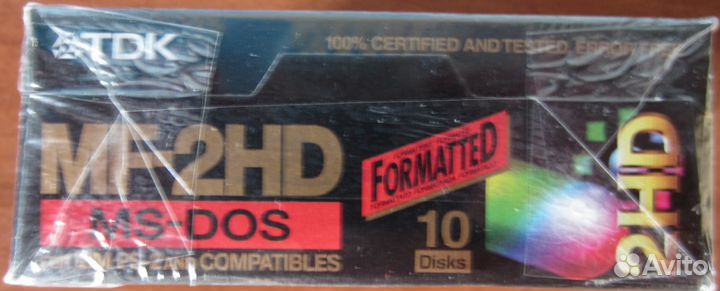 TDK
100% CERTIFIED AND TESTED, ERROR FREE
MF-2HD
FORMATTED
MS-DOS
10
Disks
COMPATIBLES
2HD
Avito